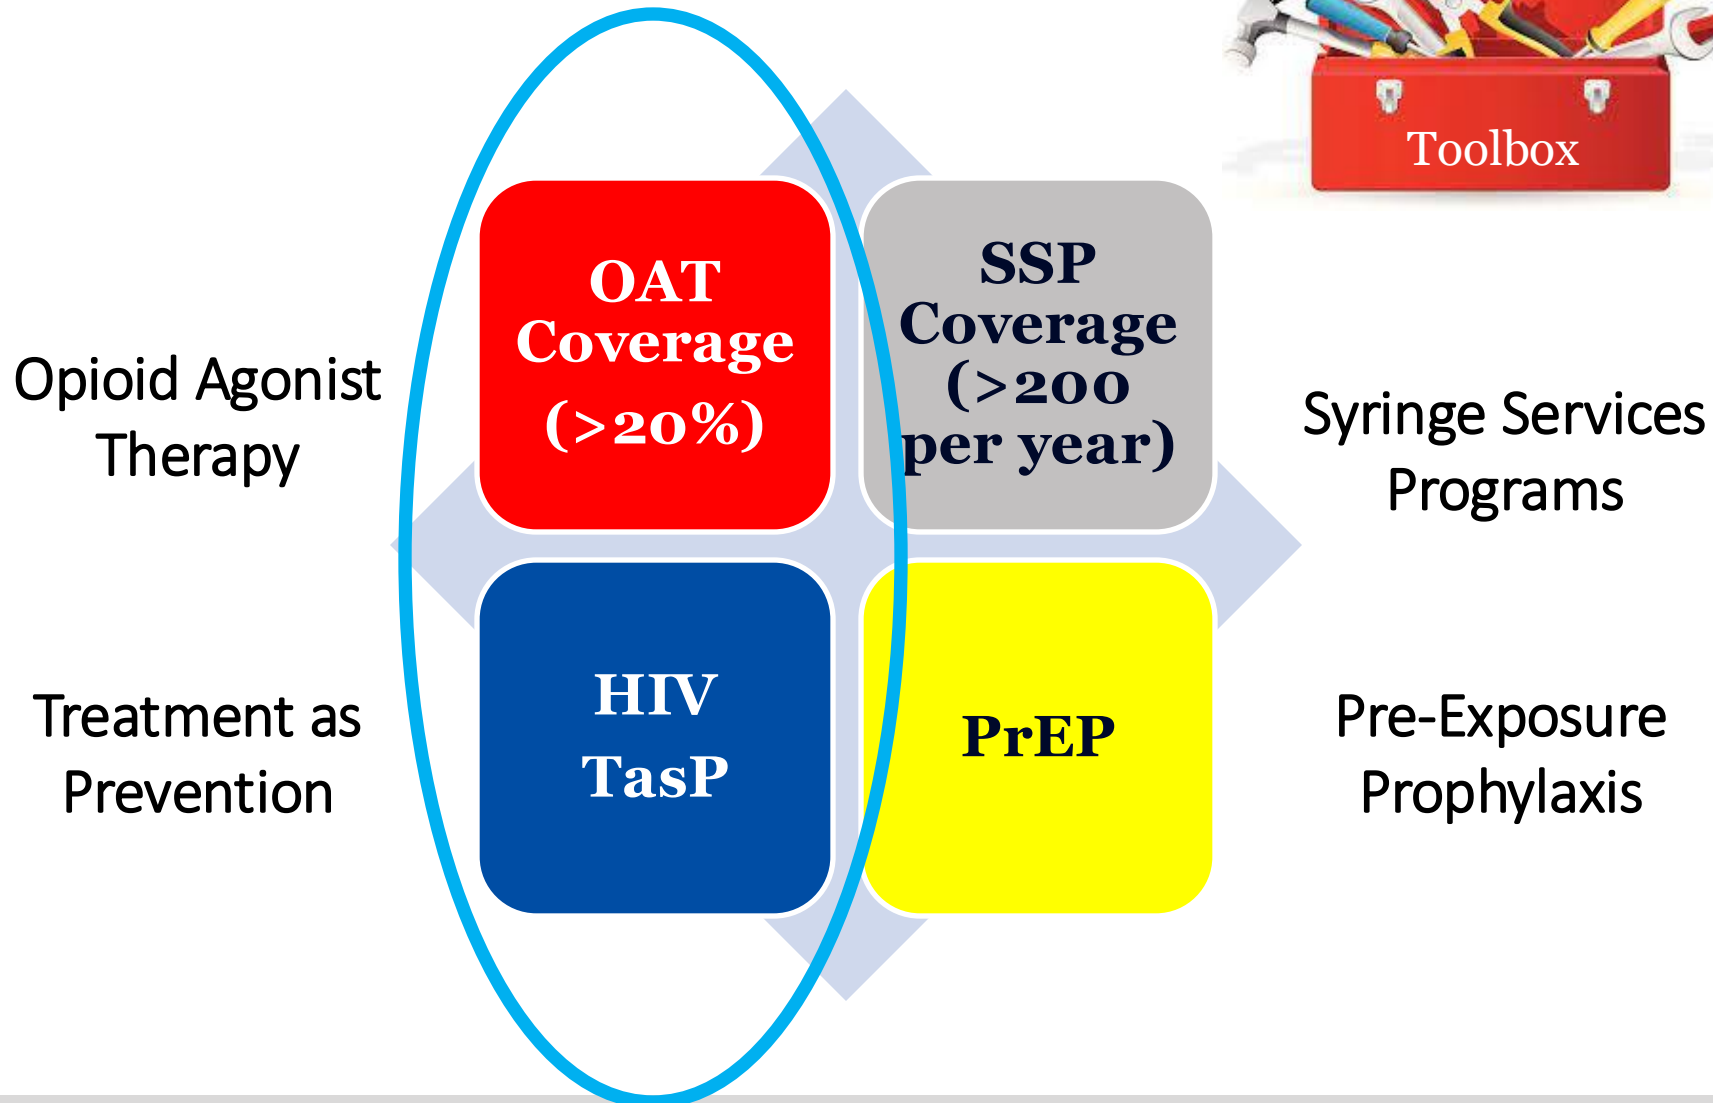 Toolbox
OAT
Coverage
(>20%)
SSP
Coverage
(>200
per year)
Opioid Agonist
Therapy
Syringe Services
Programs
HIV
TasP
PrEP
Treatment as
Prevention
Pre-Exposure
Prophylaxis